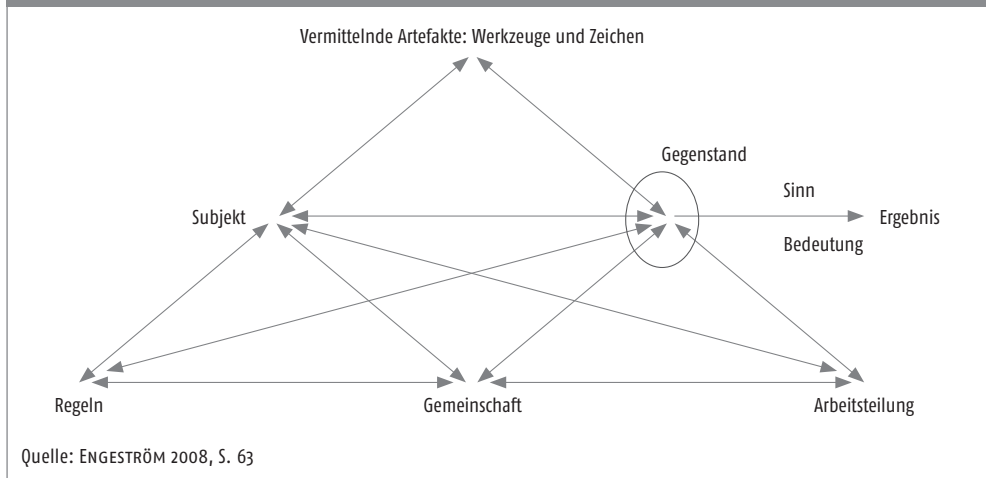 Vermittelnde Artefakte: Werkzeuge und Zeichen
Gegenstand
Sinn
Subjekt
Ergebnis
Bedeutung
Regeln
Gemeinschaft
Arbeitsteilung
Quelle: ENGESTRÖM 2008, S. 63